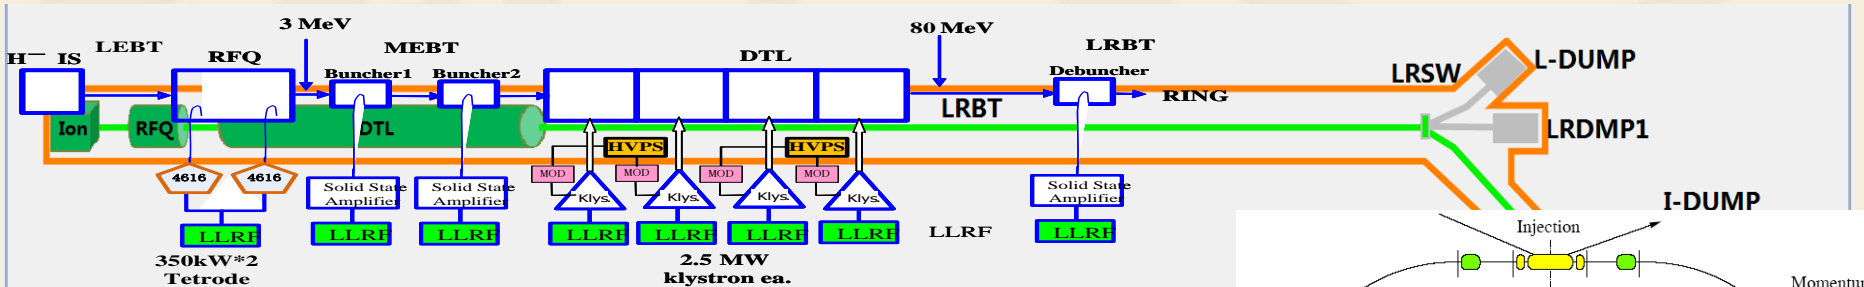 3 MeV
80 MeV
H− IS
LEBT
RFQ
MEBT
DTL
LRBT
Buncher1
Buncher2
Debuncher
LRSW
L-DUMP
RING
LRBT
Ion
RFQ
DTL
LRDMP1
HVPS
HVPS
MOD
MOD
MOD
MOD
4616
4616
Solid State
Amplifier
Solid State
Amplifier
Klys.
Klys.
Klys.
Klys.
Solid State
Amplifier
I-DUMP
LLRF
LLRF
LLRF
LLRF
LLRF
LLRF
LLRF
LLRF
LLRF
Injection
350kW*2
Tetrode
2.5 MW
klystron ea.